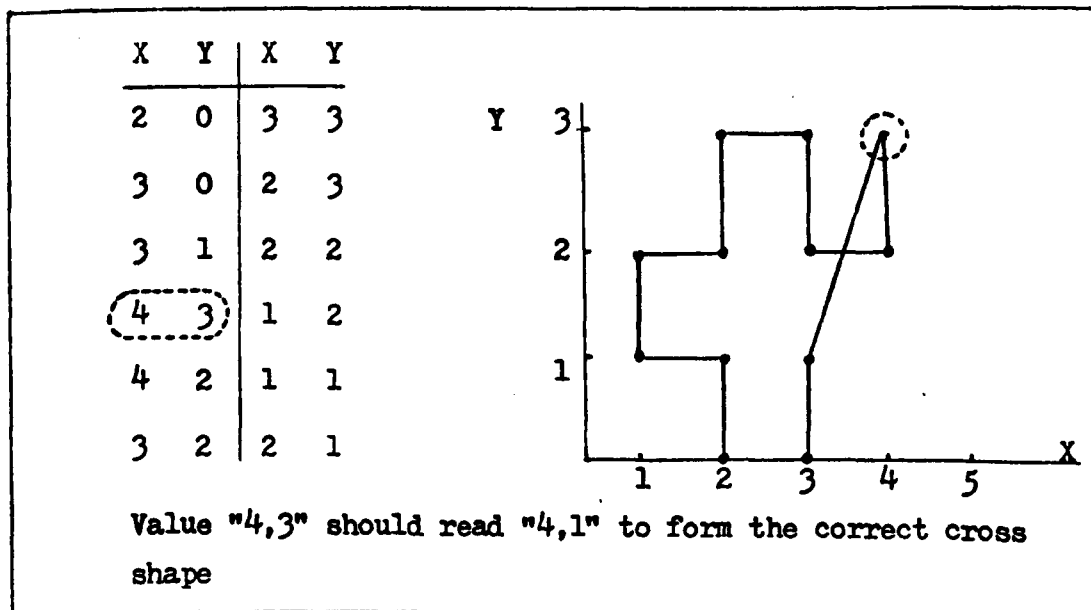 X Y X Y
2 0 3 3
3 0 2 3
3 1 2 2
4 3 1 2
4 2 1 1
3 2 2 1
Y 3
2
1
X
1 2 3 4 5
Value "4,3" should read "4,1" to form the correct cross
shape